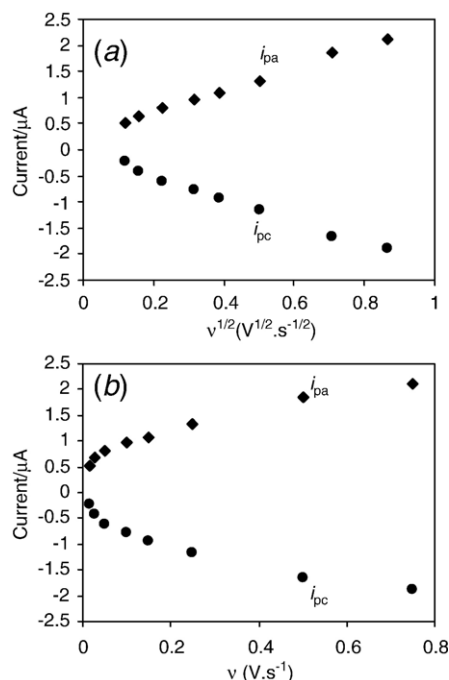 2.5
2
1.5
1
0.5
0
-0.5
-1
-1.5
-2
-2.5
Current/μA
(a)
ipa
ipc
0 0.2 0.4 0.6 0.8 1
ν1/2(V1/2.s-1/2)
2.5
2
1.5
1
0.5
0
-0.5
-1
-1.5
-2
-2.5
Current/μA
(b)
ipa
ipc
0 0.2 0.4 0.6 0.8
ν (V.s-1)